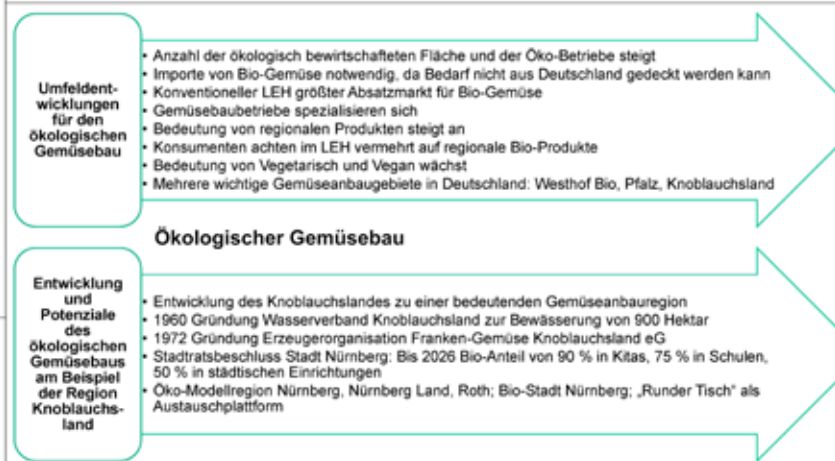 Umfeldent-
wicklungen
für den
ökologischen
Gemüsebau
• Anzahl der ökologisch bewirtschafteten Fläche und der Öko-Betriebe steigt
• Importe von Bio-Gemüse notwendig, da Bedarf nicht aus Deutschland gedeckt werden kann
• Konventioneller LEH größter Absatzmarkt für Bio-Gemüse
• Gemüsebaubetriebe spezialisieren sich
• Bedeutung von regionalen Produkten steigt an
• Konsumenten achten im LEH vermehrt auf regionale Bio-Produkte
• Bedeutung von Vegetarisch und Vegan wächst
• Mehrere wichtige Gemüseanbaugebiete in Deutschland: Westhof Bio, Pfalz, Knoblauchsland
Ökologischer Gemüsebau
Entwicklung
und
Potenziale
des
ökologischen
Gemüsebaus
am Beispiel
der Region
Knoblauchs-
land
• Entwicklung des Knoblauchslandes zu einer bedeutenden Gemüseanbauregion
• 1960 Gründung Wasserverband Knoblauchsland zur Bewässerung von 900 Hektar
• 1972 Gründung Erzeugerorganisation Franken-Gemüse Knoblauchsland eG
• Stadtratsbeschluss Stadt Nürnberg: Bis 2026 Bio-Anteil von 90 % in Kitas, 75 % in Schulen,
50 % in städtischen Einrichtungen
• Öko-Modellregion Nürnberg, Nürnberg Land, Roth; Bio-Stadt Nürnberg; „Runder Tisch“ als
Austauschplattform